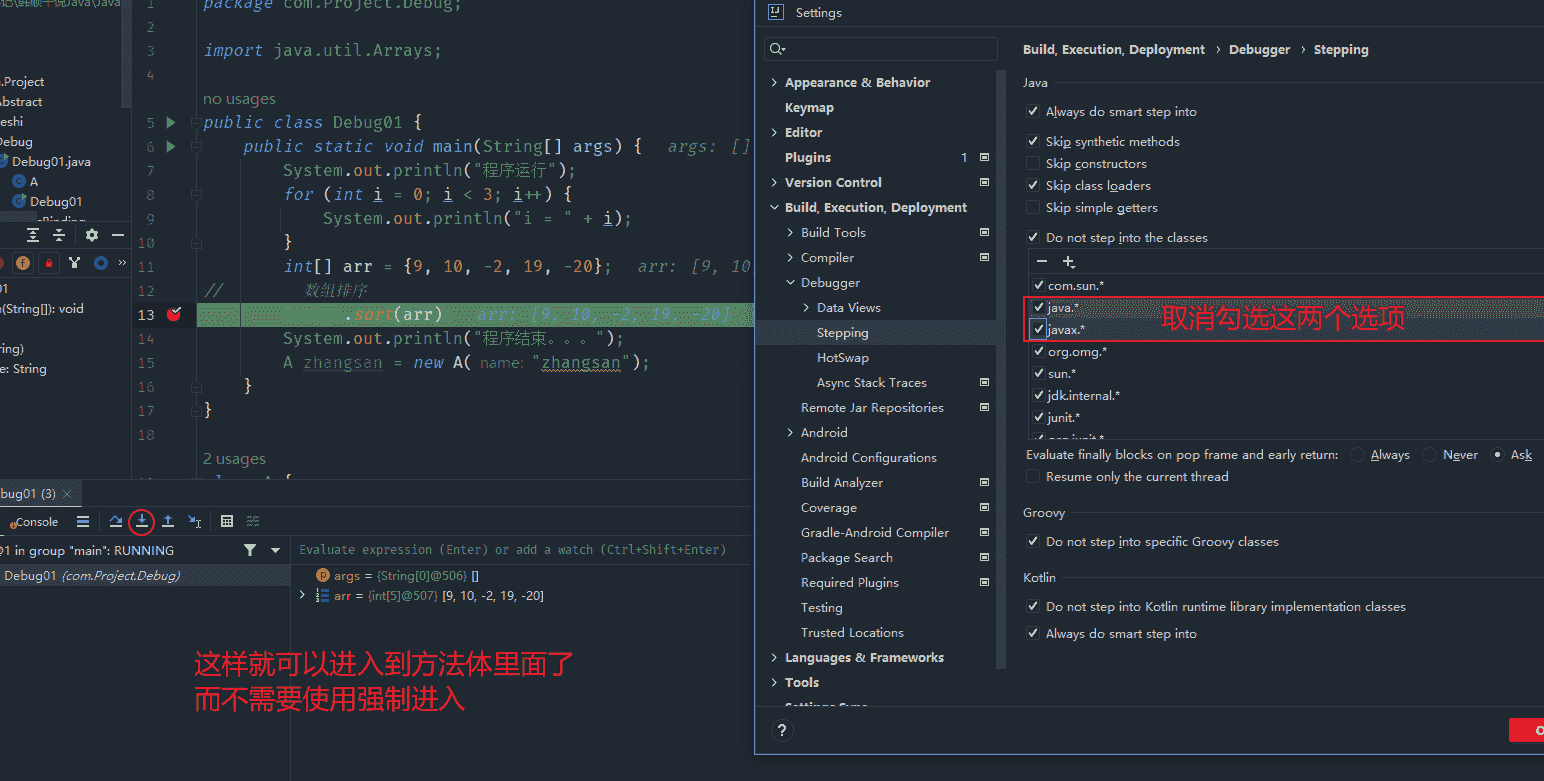 package com.Project.Debug;
import java.util.Arrays;
no usages
public class Debug01 {
public static void main(String[] args) { args: []
System.out.println("程序运行");
for (int i = 0; i < 3; i++) {
System.out.println("i = " + i);
}
int[] arr = {9, 10, -2, 19, -20}; arr: [9, 10
// 数组排序
.sort(arr) arr: [9, 10, -2, 19, -20]
System.out.println("程序结束。。。");
A zhangsan = new A( name: "zhangsan");
}
}
2 usages
1
2
3
4
5
6
7
8
9
10
11
12
13
14
15
16
17
18
.Project
Abstract
eshi
Debug
Debug01.java
A
Debug01
01
n(String[]): void
ring)
e: String
bug01 (3)
Console
01 in group "main": RUNNING
Debug01 (com.Project.Debug)
Evaluate expression (Enter) or add a watch (Ctrl+Shift+Enter)
args = {String[0]@506} []
arr = {int[5]@507} [9, 10, -2, 19, -20]
这样就可以进入到方法体里面了
而不需要使用强制进入
Settings
Appearance & Behavior
Keymap
Editor
Plugins 1
Version Control
Build, Execution, Deployment
Build Tools
Compiler
Debugger
Data Views
Stepping
HotSwap
Async Stack Traces
Remote Jar Repositories
Android
Android Configurations
Build Analyzer
Coverage
Gradle-Android Compiler
Package Search
Required Plugins
Testing
Trusted Locations
Languages & Frameworks
Tools
Settings Sync
?
Build, Execution, Deployment › Debugger › Stepping
Java
Always do smart step into
Skip synthetic methods
Skip constructors
Skip class loaders
Skip simple getters
Do not step into the classes
com.sun.*
java.*
取消勾选这两个选项
javax.*
org.omg.*
sun.*
jdk.internal.*
junit.*
org.junit.*
Evaluate finally blocks on pop frame and early return: Always Never Ask
Resume only the current thread
Groovy
Do not step into specific Groovy classes
Kotlin
Do not step into Kotlin runtime library implementation classes
Always do smart step into